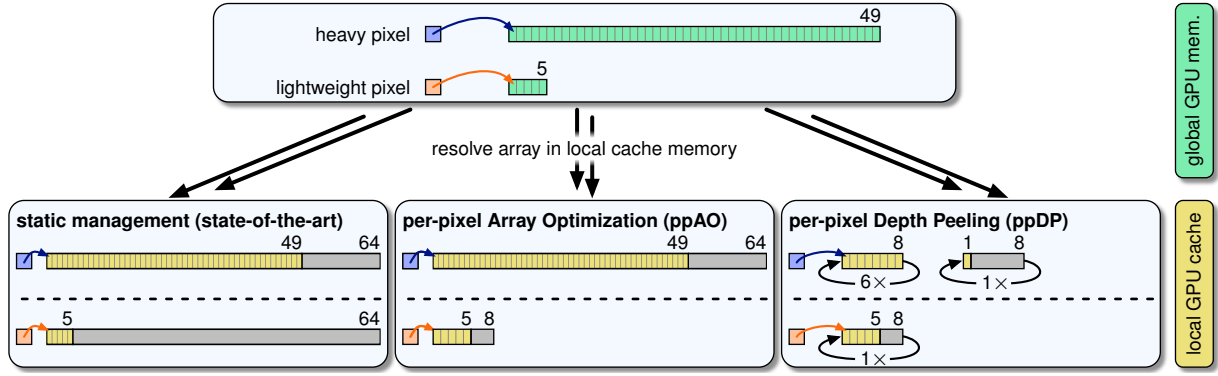 49
heavy pixel
5
lightweight pixel
global GPU mem.
resolve array in local cache memory
static management (state-of-the-art)
49 64
5 64
per-pixel Array Optimization (ppAO)
49 64
5 8
per-pixel Depth Peeling (ppDP)
8 1 8
6× 1×
5 8
1×
local GPU cache